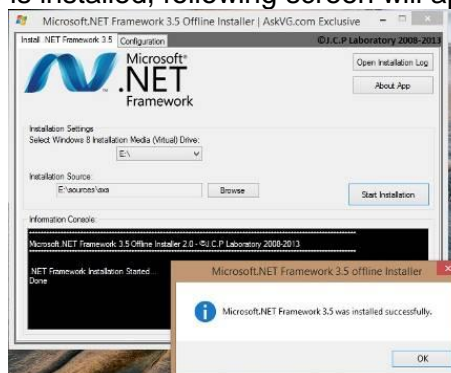 is installed, following screen will ap
Microsoft.NET Framework 3.5 Offline Installer | AskVG.com Exclusive
Install .NET Framework 3.5
Configuration
©J.C.P Laboratory 2008-2013
Microsoft®
.NET
Framework
Open Installation Log
About App
Installation Settings
Select Windows 8 Installation Media (Virtual) Drive:
E:\
Installation Source:
E:\sources\sxs
Browse
Start Installation
Information Console:
Microsoft.NET Framework 3.5 Offline Installer 2.0 - ©J.C.P Laboratory 2008-2013
.NET Framework Installation Started...
Done
Microsoft.NET Framework 3.5 offline Installer
Microsoft.NET Framework 3.5 was installed successfully.
OK